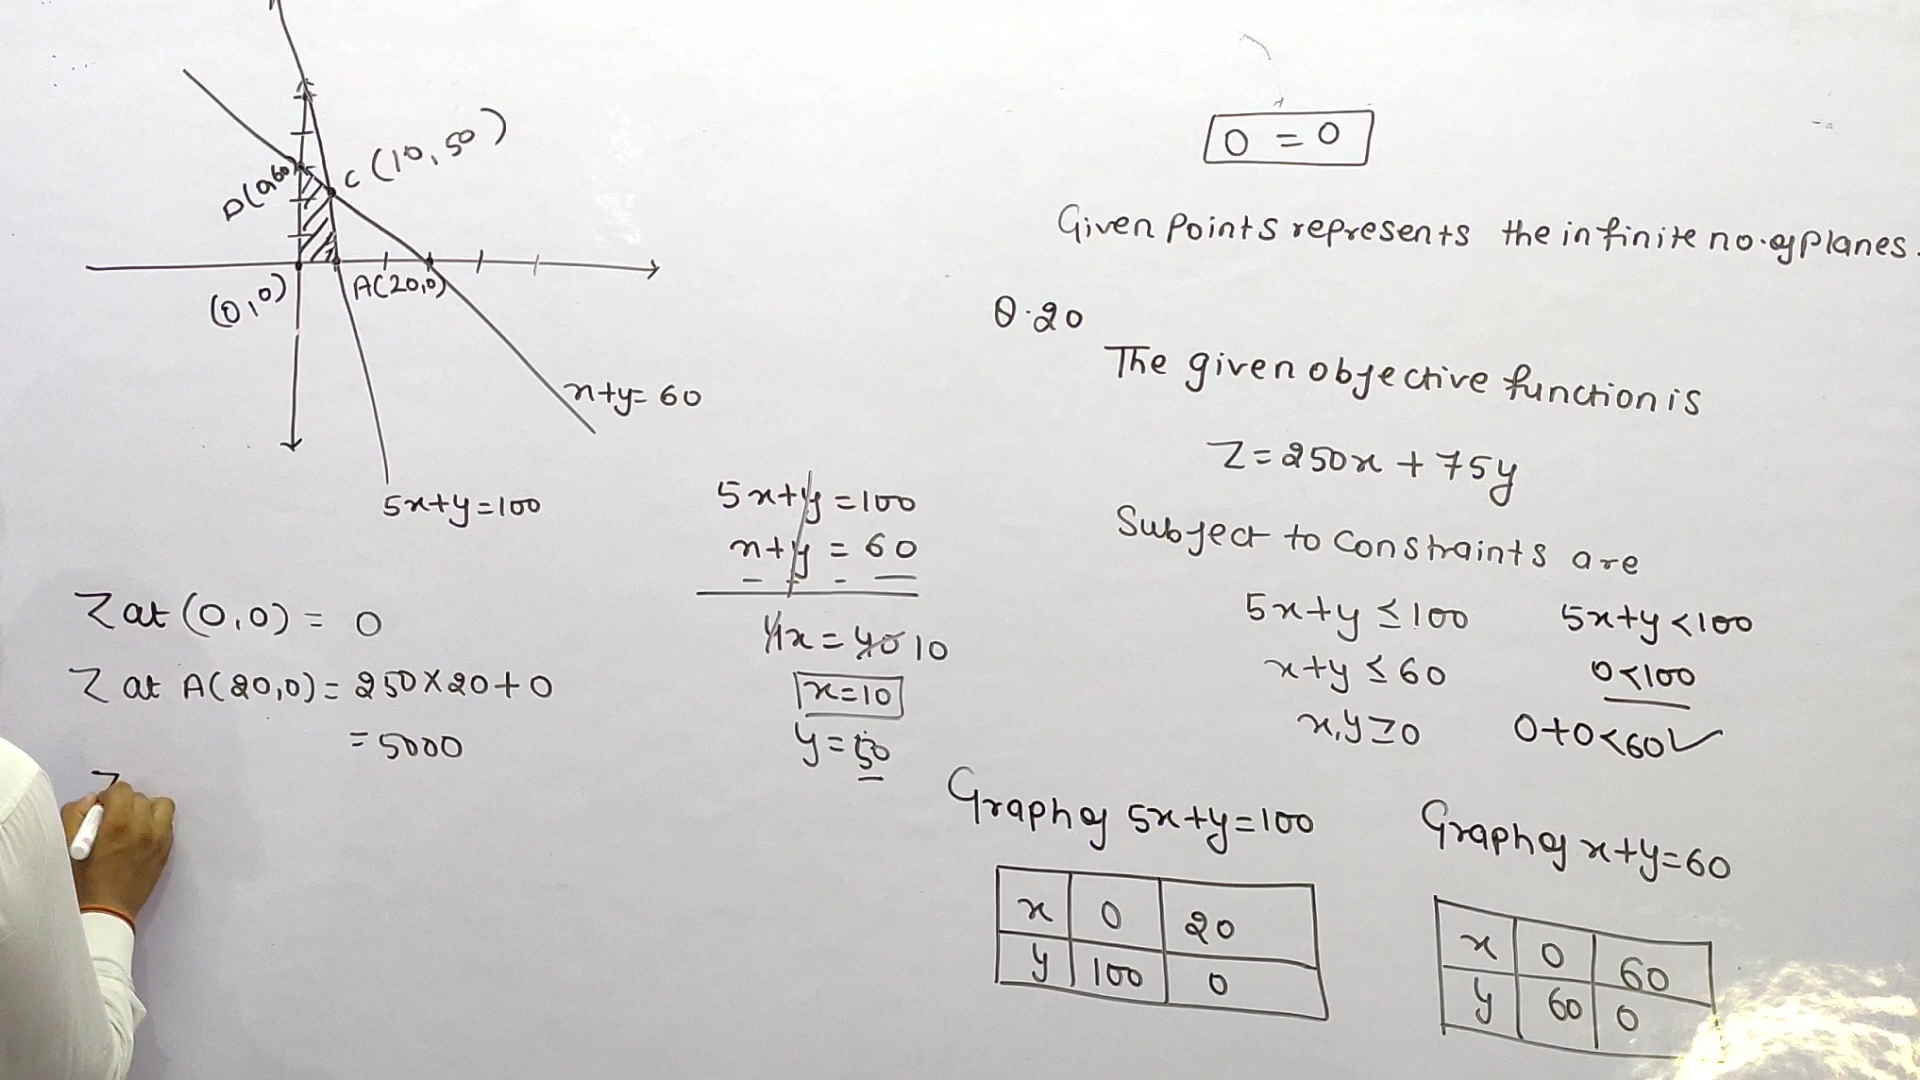 D(0,60)
C (10,50)
(0,0)
A(20,0)
x+y=60
5x+y=100
Z at (0,0) = 0
Z at A(20,0) = 250×20+0
= 5000
Z
5x+y=100
x+y=60
- - - 
4x=40 10
x=10
y=50
0 = 0
Given Points represents the infinite no. of planes.
Q.20
The given objective function is
Z=250x+75y
Subject to constraints are
5x+y≤100 5x+y<100
x+y≤60 0<100
x,y≥0 0+0<60✓
Graph of 5x+y=100
x 0 20
y 100 0
Graph of x+y=60
x 0 60
y 60 0